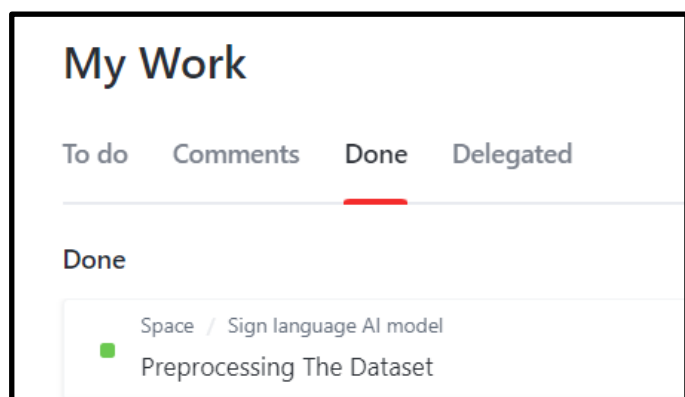 My Work
To do Comments Done Delegated
Done
Space / Sign language AI model
Preprocessing The Dataset